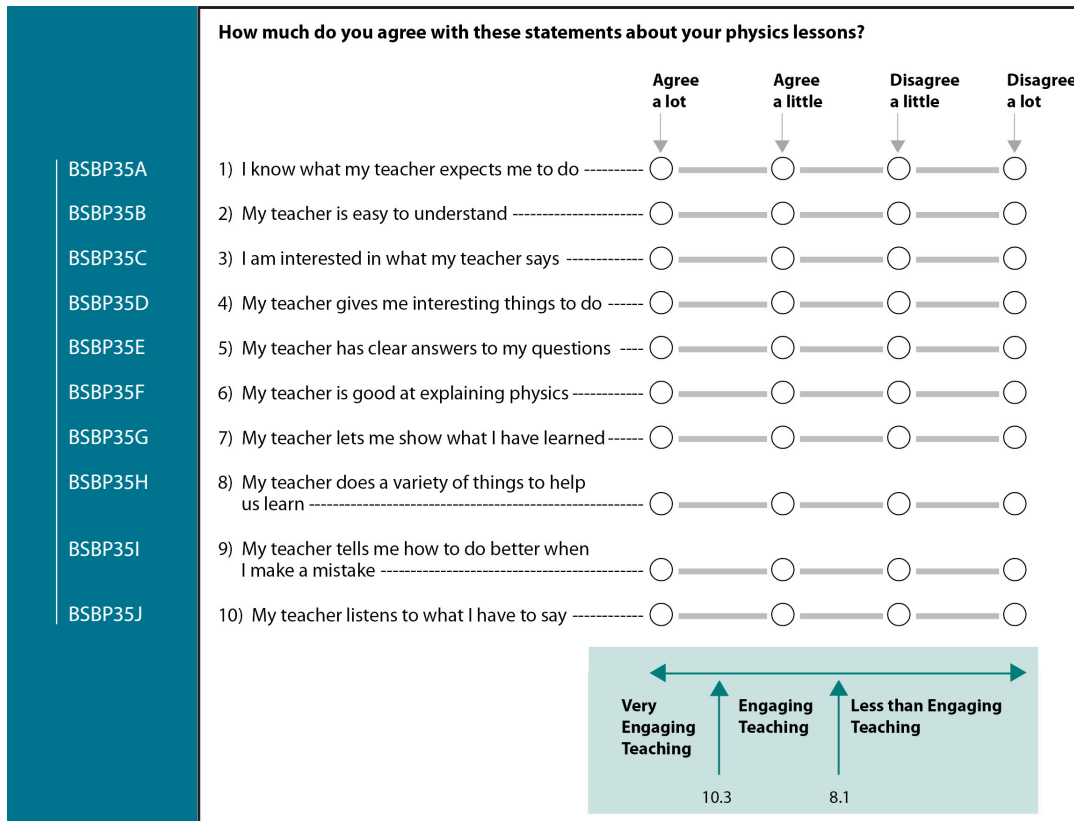 How much do you agree with these statements about your physics lessons?
Agree a lot
Agree a little
Disagree a little
Disagree a lot
BSBP35A 1) I know what my teacher expects me to do
BSBP35B 2) My teacher is easy to understand
BSBP35C 3) I am interested in what my teacher says
BSBP35D 4) My teacher gives me interesting things to do
BSBP35E 5) My teacher has clear answers to my questions
BSBP35F 6) My teacher is good at explaining physics
BSBP35G 7) My teacher lets me show what I have learned
BSBP35H 8) My teacher does a variety of things to help
us learn
BSBP35I 9) My teacher tells me how to do better when
I make a mistake
BSBP35J 10) My teacher listens to what I have to say
Very
Engaging
Teaching
Engaging
Teaching
Less than Engaging
Teaching
10.3
8.1